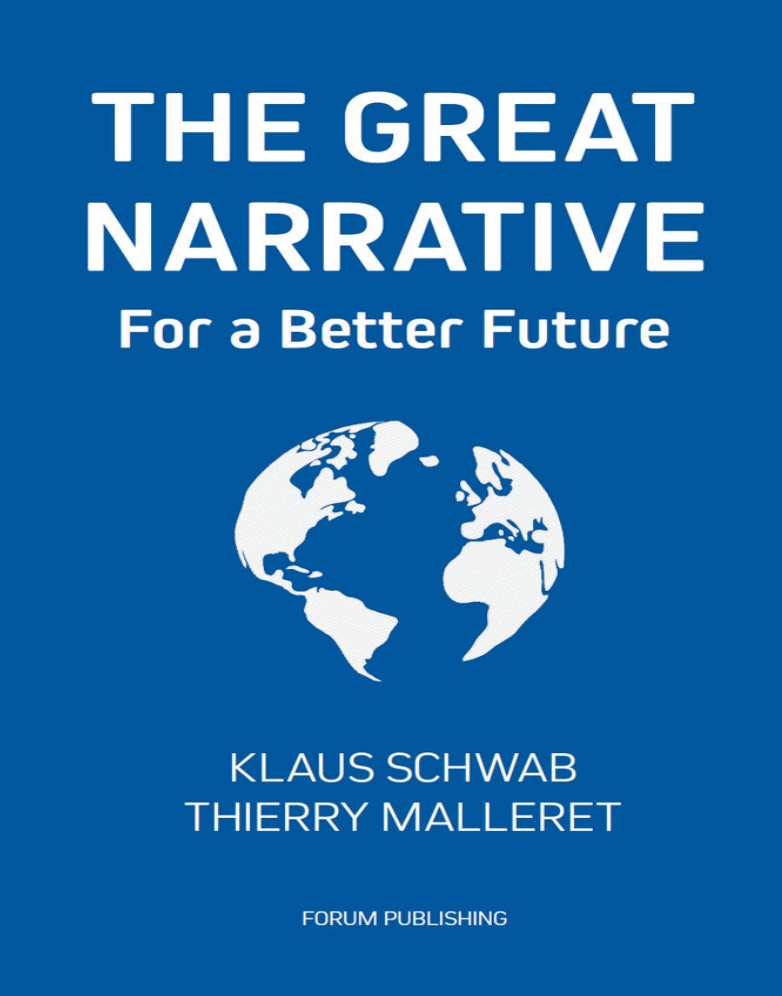 THE GREAT
NARRATIVE
For a Better Future
KLAUS SCHWAB
THIERRY MALLERET
FORUM PUBLISHING